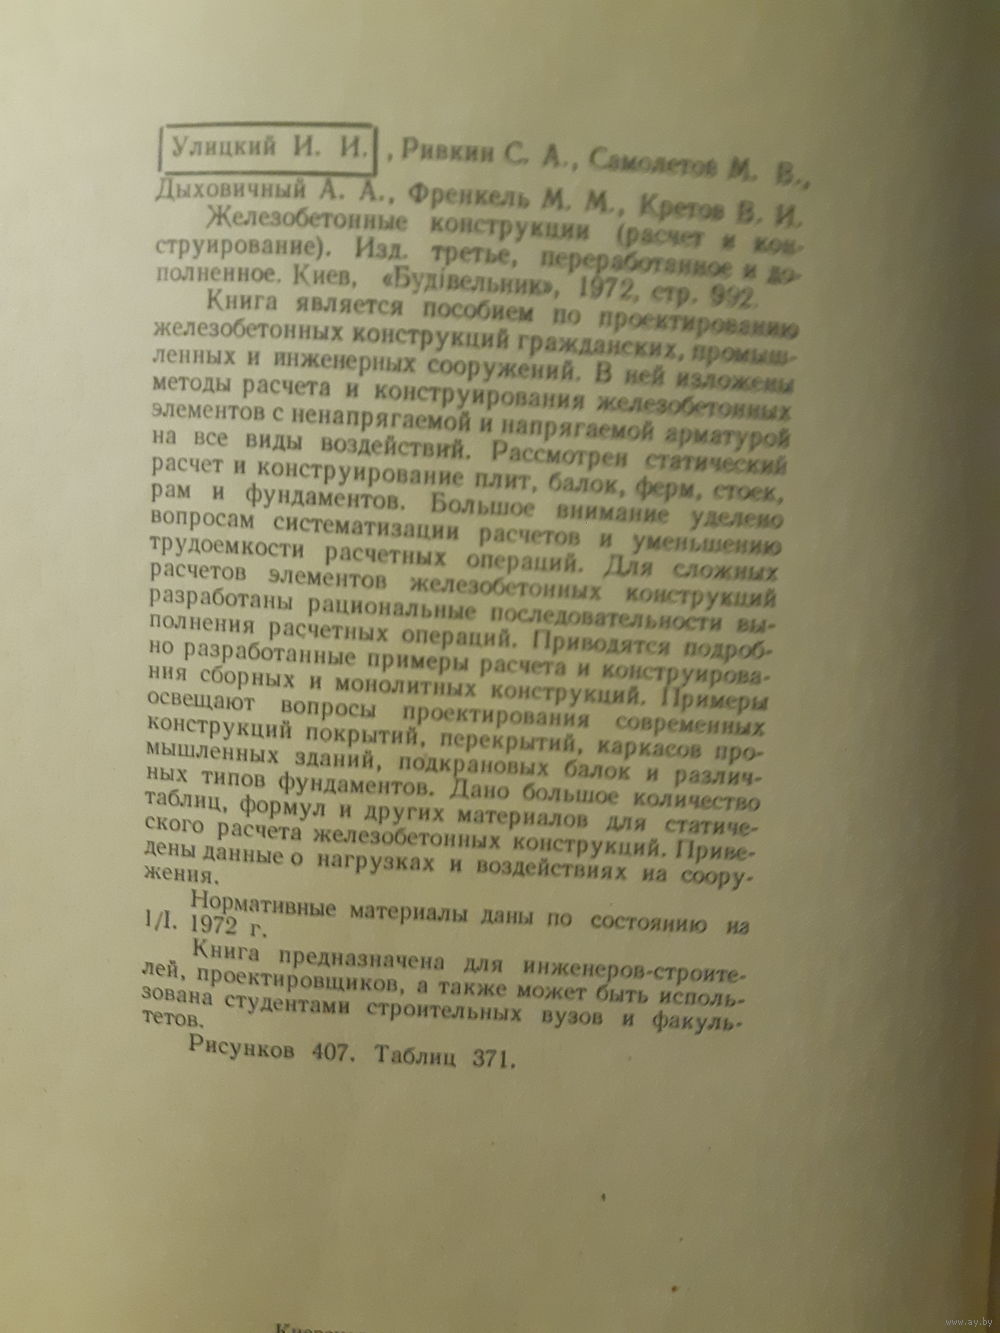 Улицкий И. И. , Ривкин С. А., Самолетов М. В.,
Дыховичный А. А., Френкель М. М., Кретов В. И.
Железобетонные конструкции (расчет и кон-
струирование). Изд. третье, переработанное и до-
полненное. Киев, «Будівельник», 1972, стр. 992.
Книга является пособием по проектированию
железобетонных конструкций гражданских, промыш-
ленных и инженерных сооружений. В ней изложены
методы расчета и конструирования железобетонных
элементов с ненапрягаемой и напрягаемой арматурой
на все виды воздействий. Рассмотрен статический
расчет и конструирование плит, балок, ферм, стоек,
рам и фундаментов. Большое внимание уделено
вопросам систематизации расчетов и уменьшению
трудоемкости расчетных операций. Для сложных
расчетов элементов железобетонных конструкций
разработаны рациональные последовательности вы-
полнения расчетных операций. Приводятся подроб-
но разработанные примеры расчета и конструирова-
ния сборных и монолитных конструкций. Примеры
освещают вопросы проектирования современных
конструкций покрытий, перекрытий, каркасов про-
мышленных зданий, подкрановых балок и различ-
ных типов фундаментов. Дано большое количество
таблиц, формул и других материалов для статиче-
ского расчета железобетонных конструкций. Приве-
дены данные о нагрузках и воздействиях на соору-
жения.
Нормативные материалы даны по состоянию на
1/I. 1972 г.
Книга предназначена для инженеров-строите-
лей, проектировщиков, а также может быть исполь-
зована студентами строительных вузов и факуль-
тетов.
Рисунков 407. Таблиц 371.
www.ay.by